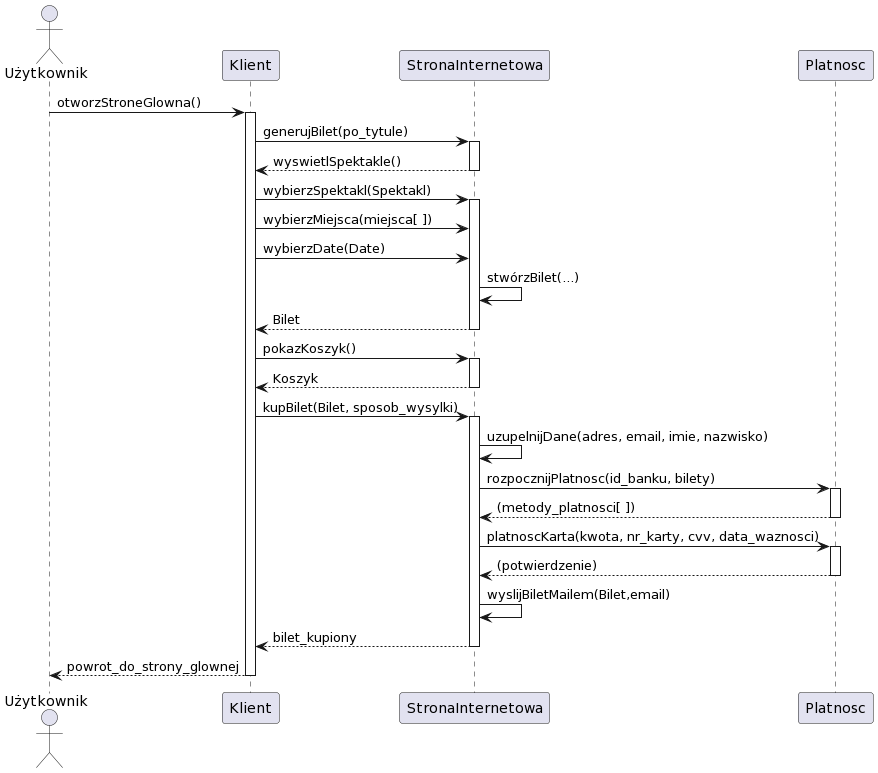 Użytkownik
Klient
StronaInternetowa
Platnosc
otworzStroneGlowna()
generujBilet(po_tytule)
wyswietlSpektakle()
wybierzSpektakl(Spektakl)
wybierzMiejsca(miejsca[ ])
wybierzDate(Date)
stwórzBilet(...)
Bilet
pokazKoszyk()
Koszyk
kupBilet(Bilet, sposob_wysylki)
uzupelnijDane(adres, email, imie, nazwisko)
rozpocznijPlatnosc(id_banku, bilety)
(metody_platnosci[ ])
platnoscKarta(kwota, nr_karty, cvv, data_waznosci)
(potwierdzenie)
wyslijBiletMailem(Bilet,email)
bilet_kupiony
powrot_do_strony_glownej
Użytkownik
Klient
StronaInternetowa
Platnosc